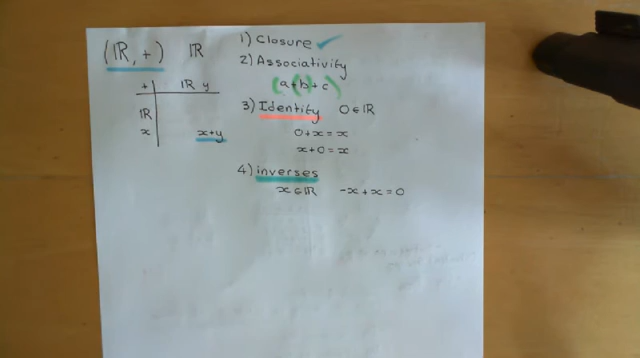 (ℝ, +) ℝ
+ ℝ y
ℝ
x x+y
1) Closure ✓
2) Associativity
(a+(b)+c)
3) Identity 0∈ℝ
0+x=x
x+0=x
4) inverses
x∈ℝ -x+x=0